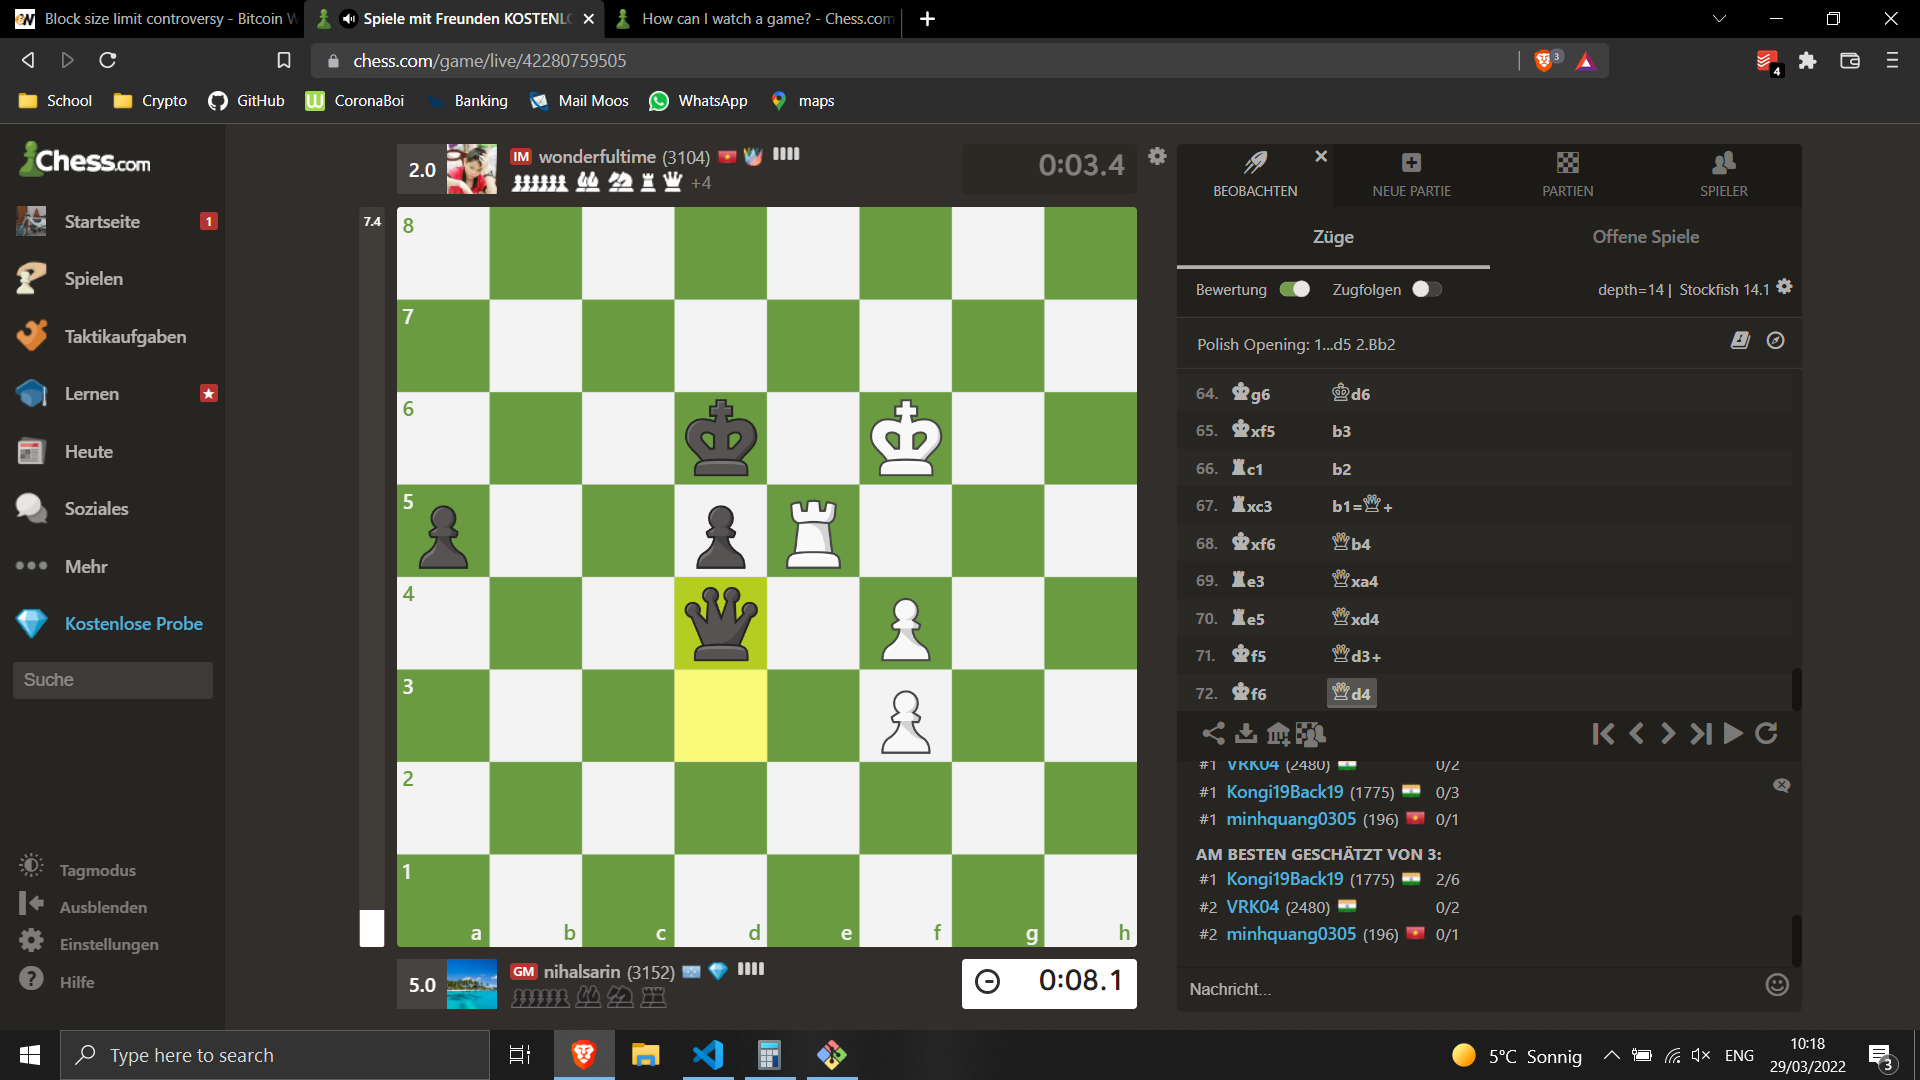 Block size limit controversy - Bitcoin W
Spiele mit Freunden KOSTENLO
How can I watch a game? - Chess.com
chess.com/game/live/42280759505
3
4
School
Crypto
GitHub
CoronaBoi
Banking
Mail Moos
WhatsApp
maps
Chess.com
Startseite
1
Spielen
Taktikaufgaben
Lernen
Heute
Soziales
Mehr
Kostenlose Probe
Suche
Tagmodus
Ausblenden
Einstellungen
Hilfe
2.0
IM wonderfultime (3104)
+4
0:03.4
7.4
8
7
6
5
4
3
2
1
a b c d e f g h
5.0
GM nihalsarin (3152)
0:08.1
BEOBACHTEN
NEUE PARTIE
PARTIEN
SPIELER
Züge
Offene Spiele
Bewertung
Zugfolgen
depth=14 | Stockfish 14.1
Polish Opening: 1...d5 2.Bb2
64. ♚g6 ♔d6
65. ♚xf5 b3
66. ♜c1 b2
67. ♜xc3 b1=♕+
68. ♚xf6 ♕b4
69. ♜e3 ♕xa4
70. ♜e5 ♕xd4
71. ♚f5 ♕d3+
72. ♚f6 ♕d4
#1 VRK04 (2480) 0/2
#1 Kongi19Back19 (1775) 0/3
#1 minhquang0305 (196) 0/1
AM BESTEN GESCHÄTZT VON 3:
#1 Kongi19Back19 (1775) 2/6
#2 VRK04 (2480) 0/2
#2 minhquang0305 (196) 0/1
Nachricht...
Type here to search
5°C Sonnig
ENG
10:18
29/03/2022
3